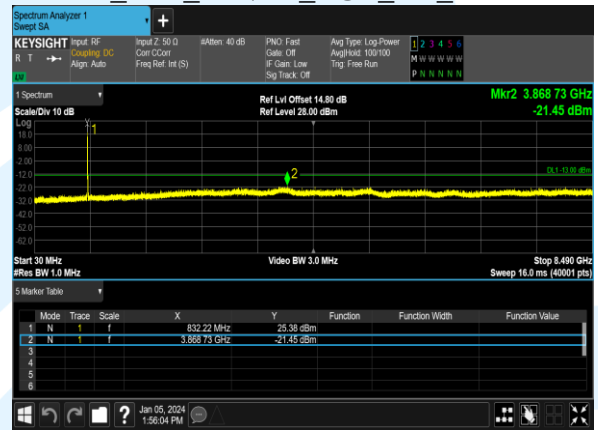 Spectrum Analyzer 1
Swept SA
KEYSIGHT
R T
LW
Input: RF
Coupling: DC
Align: Auto
Input Z: 50 Ω
Corr CCorr
Freq Ref: Int (S)
#Atten: 40 dB
PNO: Fast
Gate: Off
IF Gain: Low
Sig Track: Off
Avg Type: Log-Power
Avg|Hold: 100/100
Trig: Free Run
1 2 3 4 5 6
M W W W W W
P N N N N N
1 Spectrum
Scale/Div 10 dB
Ref Lvl Offset 14.80 dB
Ref Level 28.00 dBm
Mkr2 3.868 73 GHz
-21.45 dBm
Log
18.0
8.00
-2.00
-12.0
-22.0
-32.0
-42.0
-52.0
-62.0
1
2
DL1 -13.00 dBm
Start 30 MHz
#Res BW 1.0 MHz
Video BW 3.0 MHz
Stop 8.490 GHz
Sweep 16.0 ms (40001 pts)
5 Marker Table
Mode Trace Scale X Y Function Function Width Function Value
1 N 1 f 832.22 MHz 25.38 dBm
2 N 1 f 3.868 73 GHz -21.45 dBm
3
4
5
6
?
Jan 05, 2024
1:56:04 PM